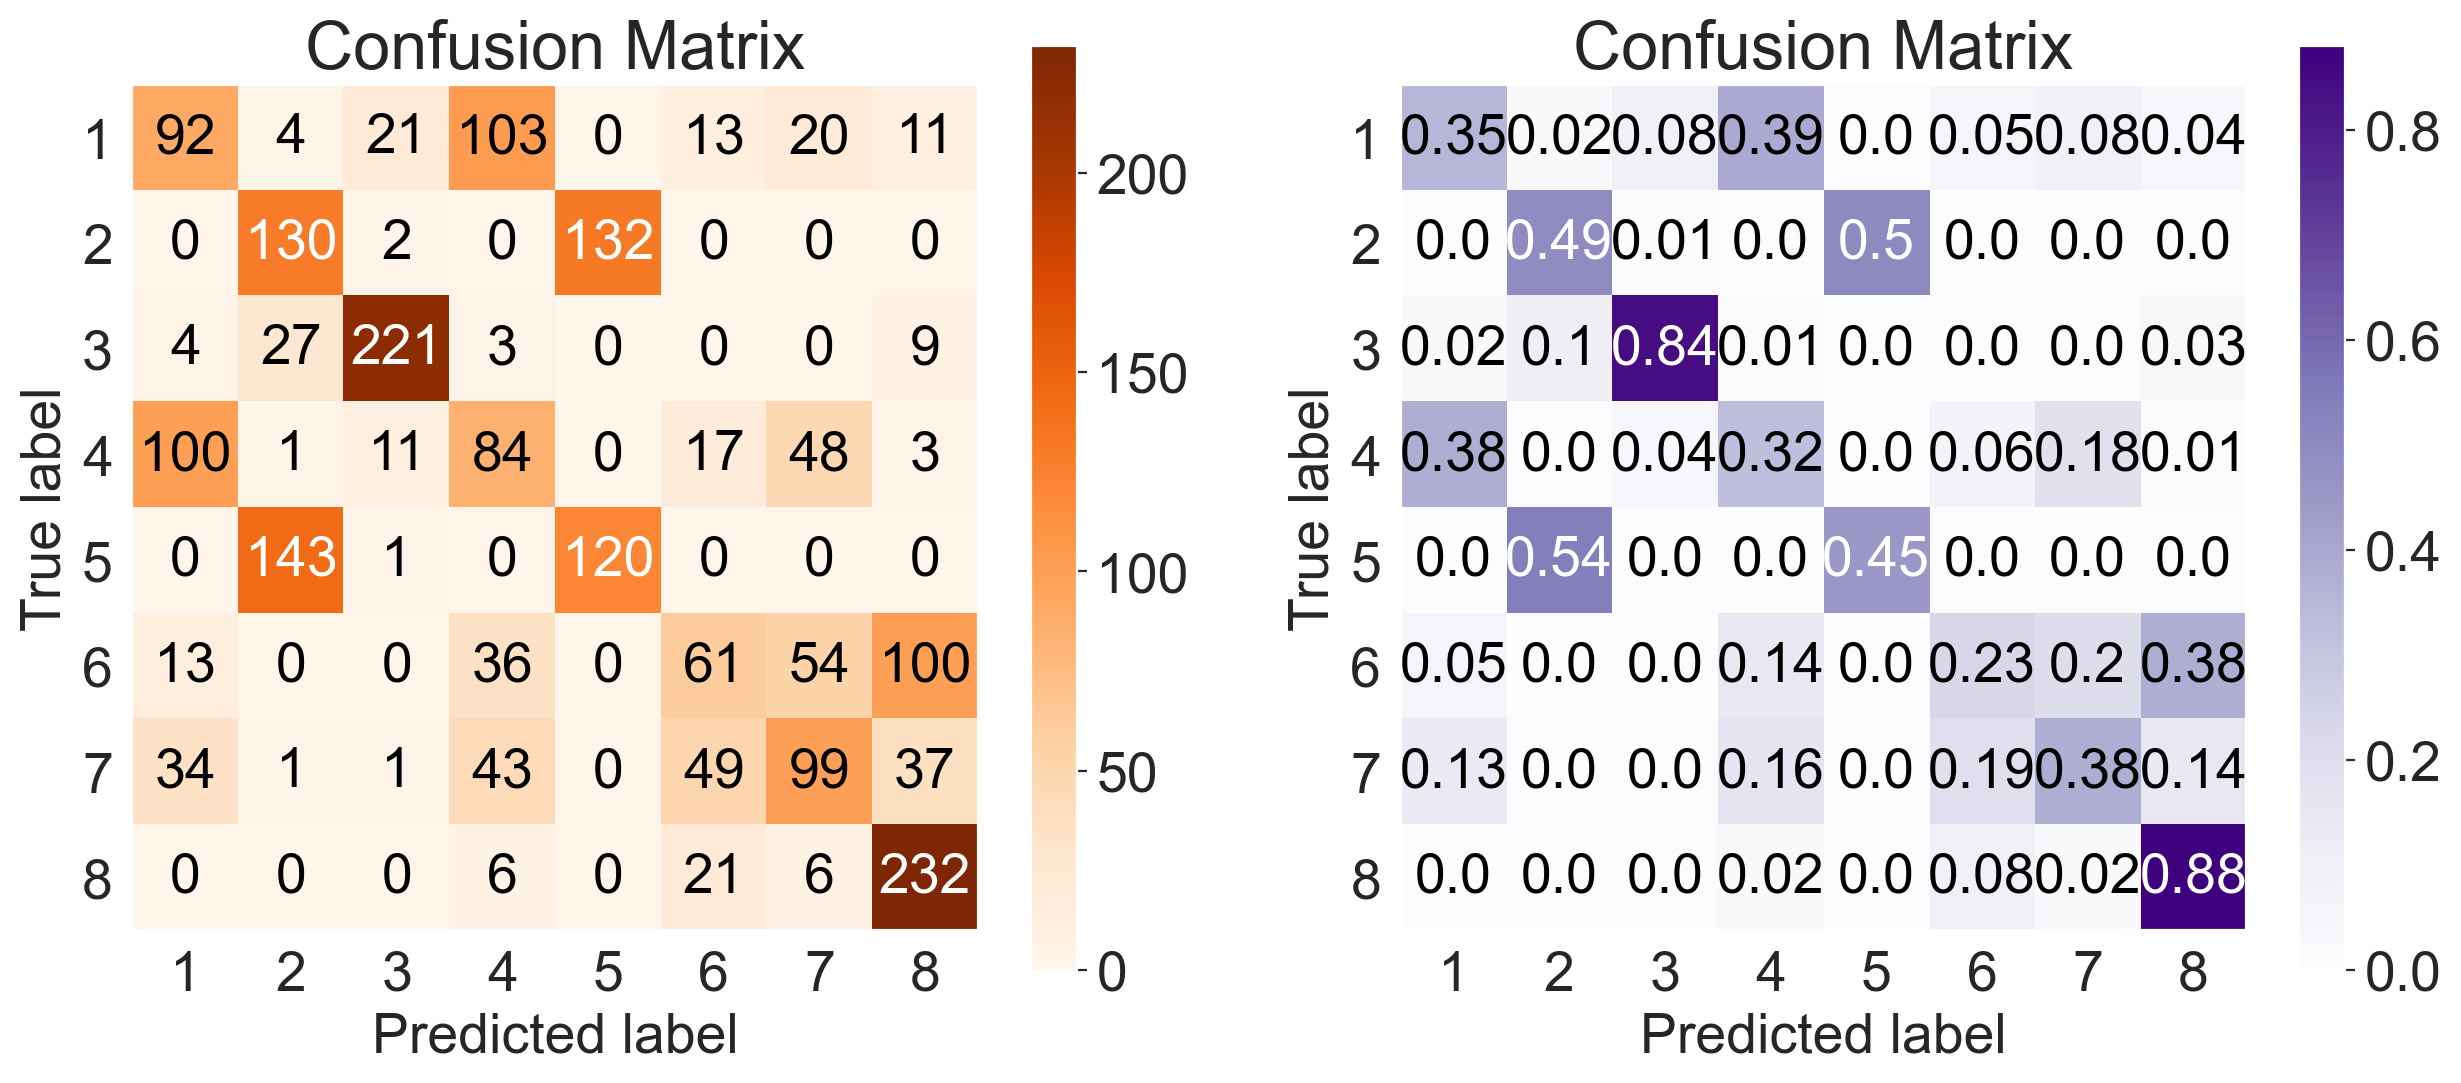 Confusion Matrix
1 92 4 21 103 0 13 20 11
2 0 130 2 0 132 0 0 0
3 4 27 221 3 0 0 0 9
4 100 1 11 84 0 17 48 3
5 0 143 1 0 120 0 0 0
6 13 0 0 36 0 61 54 100
7 34 1 1 43 0 49 99 37
8 0 0 0 6 0 21 6 232
1 2 3 4 5 6 7 8
Predicted label
True label
200
150
100
50
0
Confusion Matrix
1 0.35 0.02 0.08 0.39 0.0 0.05 0.08 0.04
2 0.0 0.49 0.01 0.0 0.5 0.0 0.0 0.0
3 0.02 0.1 0.84 0.01 0.0 0.0 0.0 0.03
4 0.38 0.0 0.04 0.32 0.0 0.06 0.18 0.01
5 0.0 0.54 0.0 0.0 0.45 0.0 0.0 0.0
6 0.05 0.0 0.0 0.14 0.0 0.23 0.2 0.38
7 0.13 0.0 0.0 0.16 0.0 0.19 0.38 0.14
8 0.0 0.0 0.0 0.02 0.0 0.08 0.02 0.88
1 2 3 4 5 6 7 8
Predicted label
True label
0.8
0.6
0.4
0.2
0.0